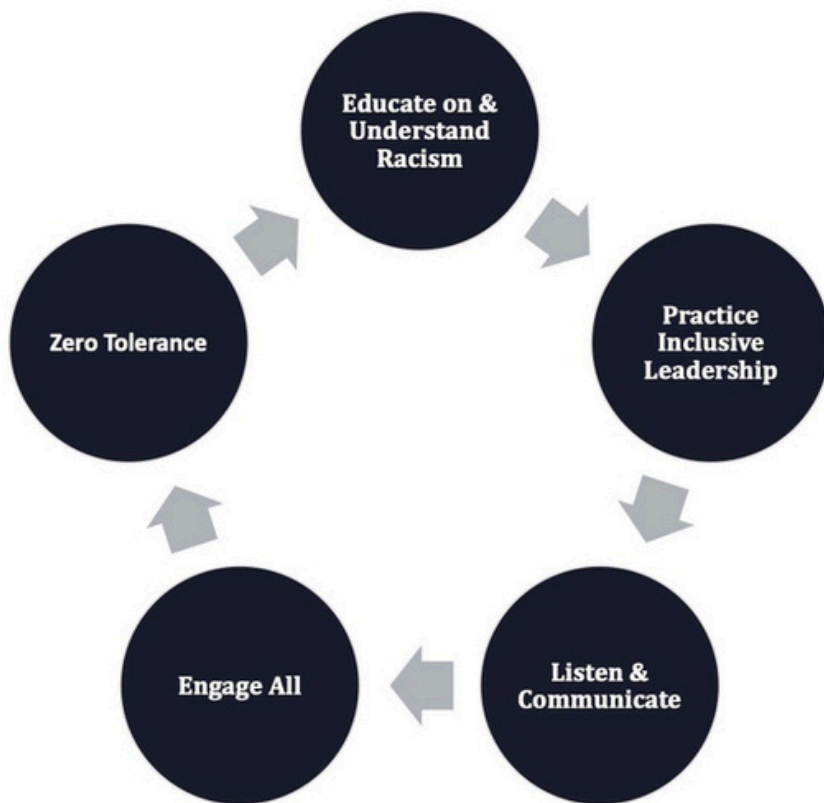 Educate on &
Understand
Racism
Practice
Inclusive
Leadership
Listen &
Communicate
Engage All
Zero Tolerance